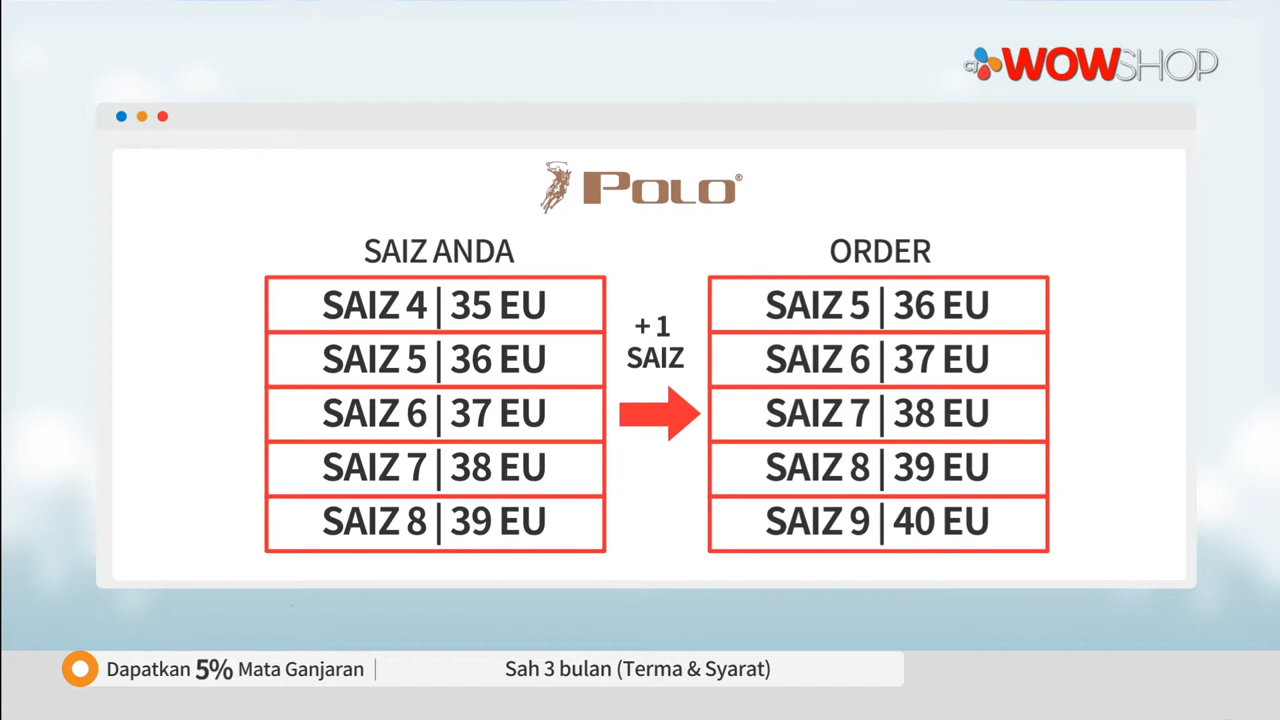 CJ WOWSHOP
POLO®
SAIZ ANDA
SAIZ 4 | 35 EU
SAIZ 5 | 36 EU
SAIZ 6 | 37 EU
SAIZ 7 | 38 EU
SAIZ 8 | 39 EU
+1
SAIZ
ORDER
SAIZ 5 | 36 EU
SAIZ 6 | 37 EU
SAIZ 7 | 38 EU
SAIZ 8 | 39 EU
SAIZ 9 | 40 EU
Dapatkan 5% Mata Ganjaran | Sah 3 bulan (Terma & Syarat)